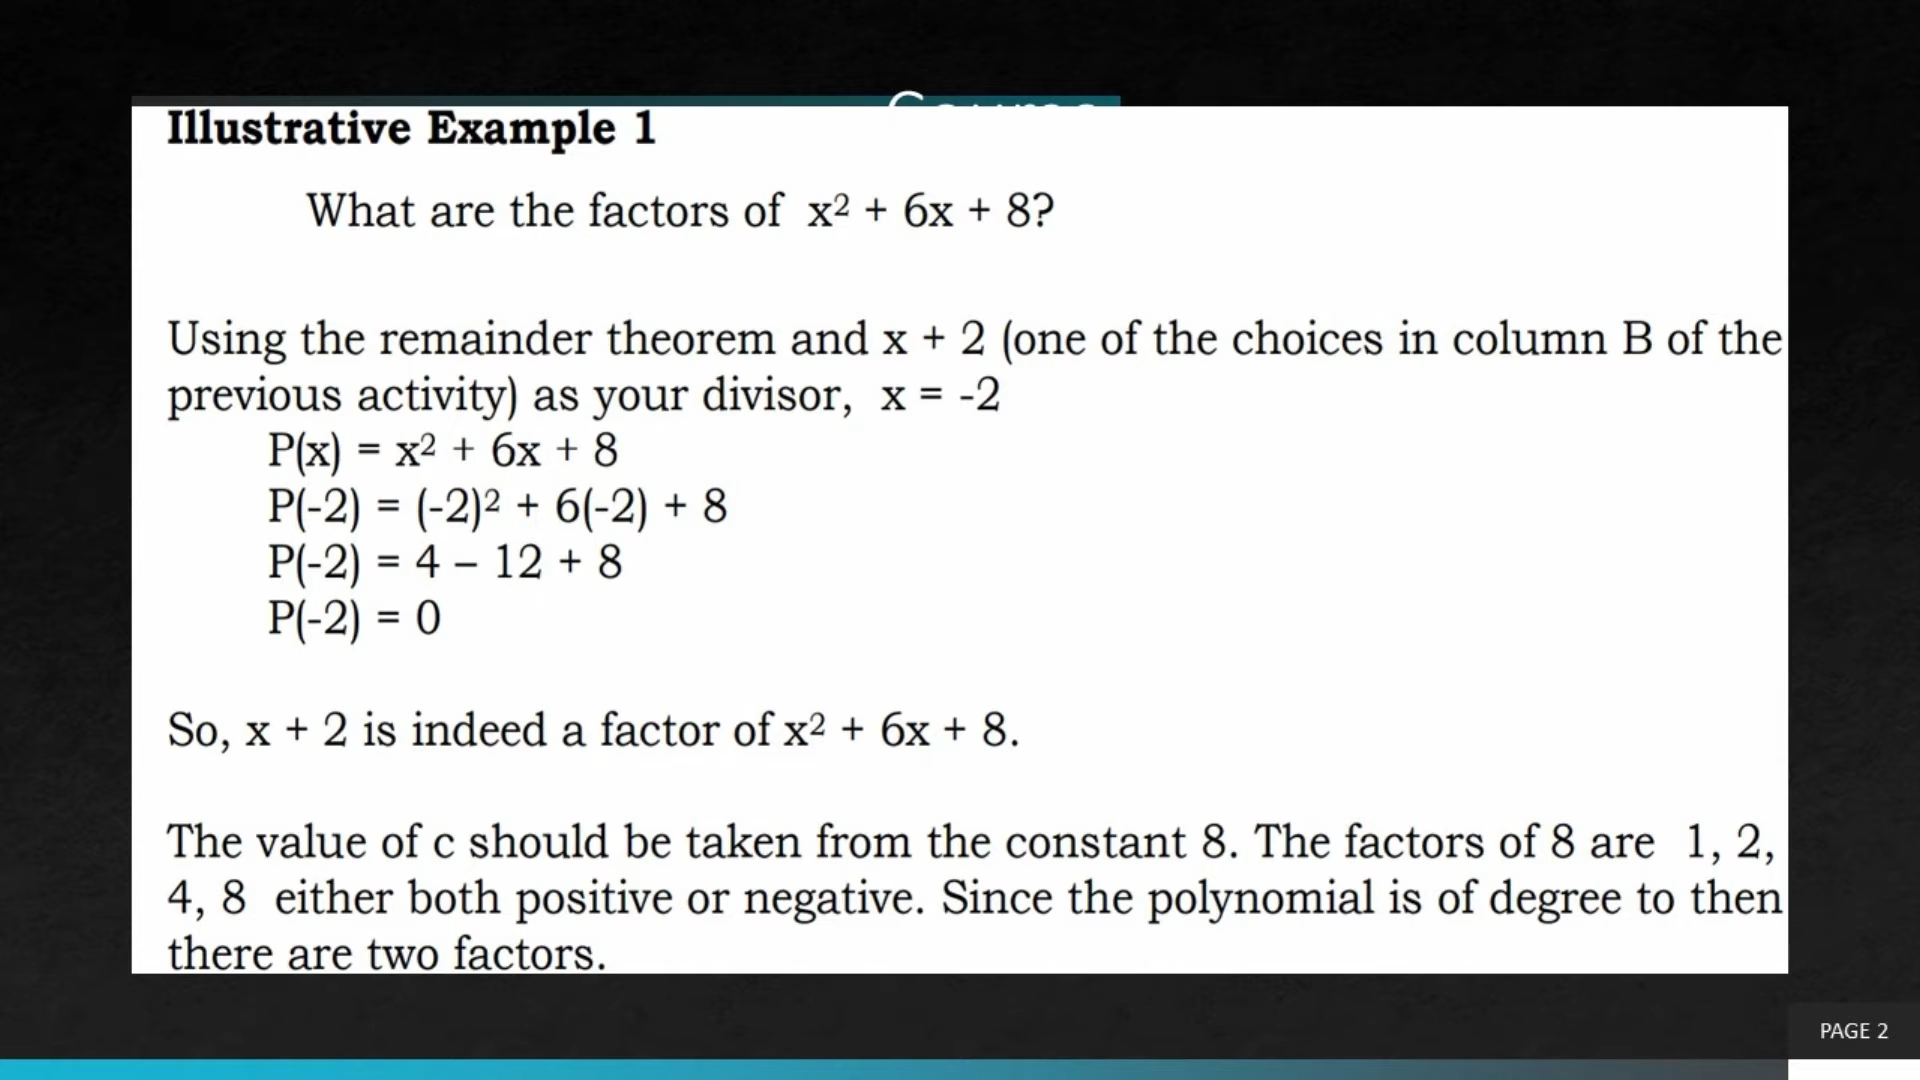 Illustrative Example 1
What are the factors of x² + 6x + 8?
Using the remainder theorem and x + 2 (one of the choices in column B of the
previous activity) as your divisor, x = -2
P(x) = x² + 6x + 8
P(-2) = (-2)² + 6(-2) + 8
P(-2) = 4 – 12 + 8
P(-2) = 0
So, x + 2 is indeed a factor of x² + 6x + 8.
The value of c should be taken from the constant 8. The factors of 8 are 1, 2,
4, 8 either both positive or negative. Since the polynomial is of degree to then
there are two factors.
PAGE 2